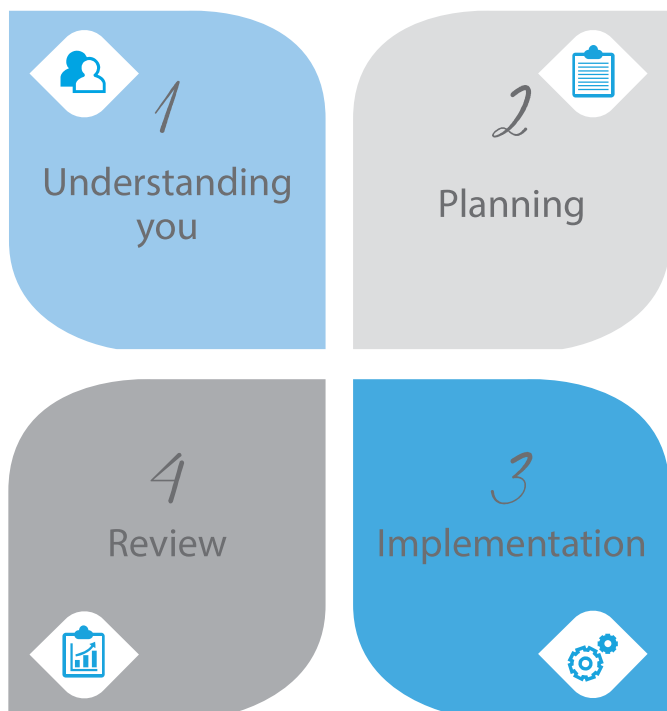 1
Understanding
you
2
Planning
3
Implementation
4
Review